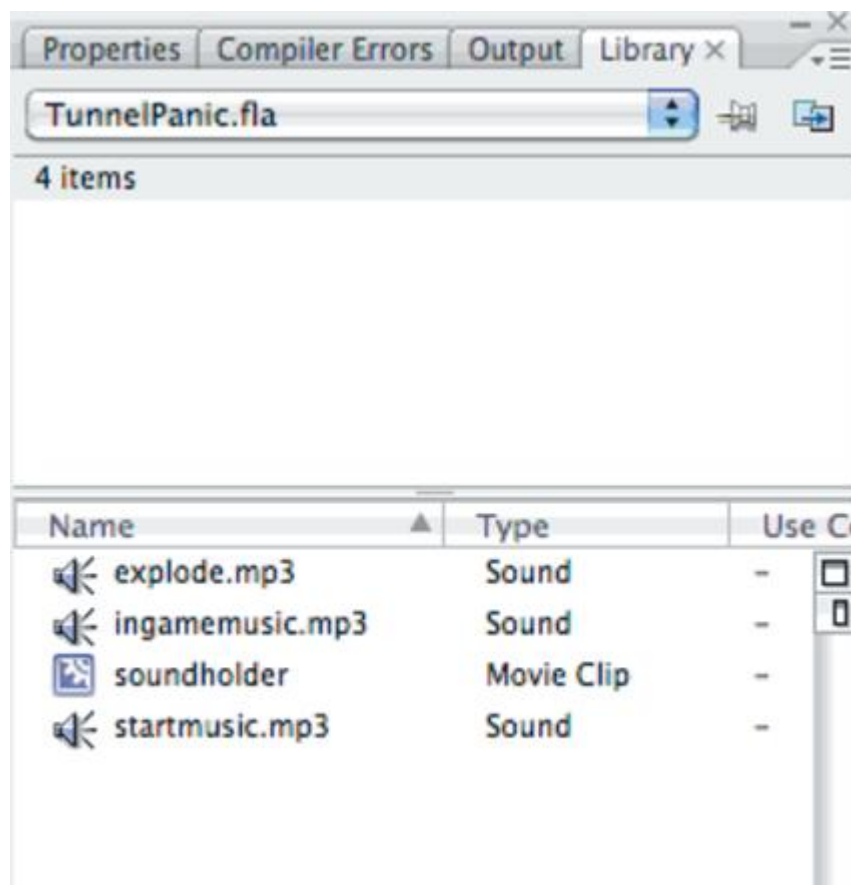 Properties Compiler Errors Output Library
TunnelPanic.fla
4 items
Name Type Use
explode.mp3 Sound -
ingamemusic.mp3 Sound -
soundholder Movie Clip -
startmusic.mp3 Sound -